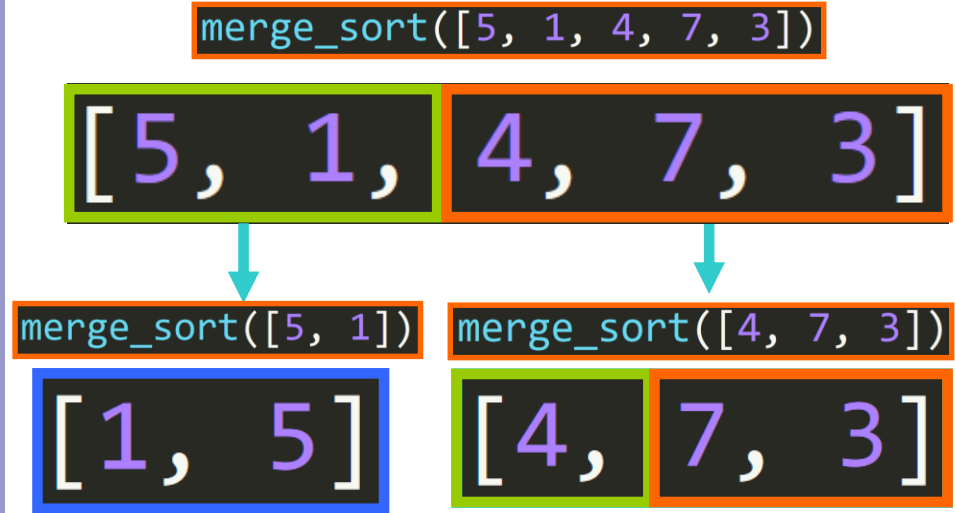 merge_sort([5, 1, 4, 7, 3])
[5, 1, 4, 7, 3]
merge_sort([5, 1])
merge_sort([4, 7, 3])
[1, 5]
[4, 7, 3]